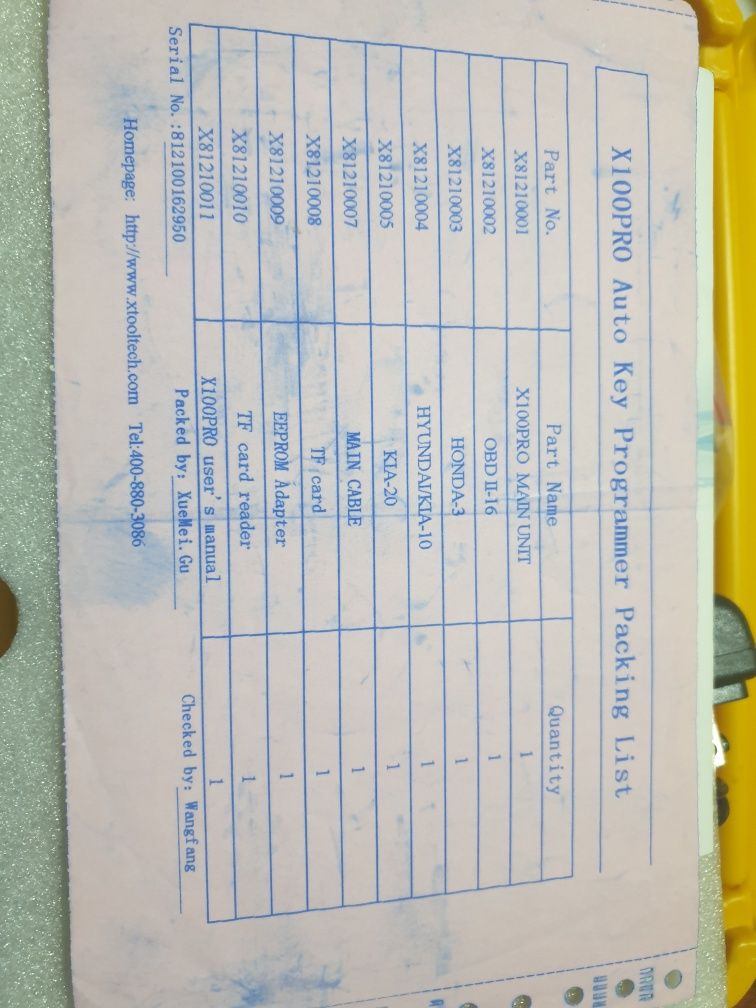 X100PRO Auto Key Programmer Packing List
Part No. Part Name Quantity
X81210001 X100PRO MAIN UNIT 1
X81210002 OBD II-16 1
X81210003 HONDA-3 1
X81210004 HYUNDAI/KIA-10 1
X81210005 KIA-20 1
X81210007 MAIN CABLE 1
X81210008 TF card 1
X81210009 EEPROM Adapter 1
X81210010 TF card reader 1
X81210011 X100PRO user's manual 1
Serial No.:812100162950 Packed by: XueMei.Gu Checked by: Wangfang
Homepage: http://www.xtooltech.com Tel:400-880-3086